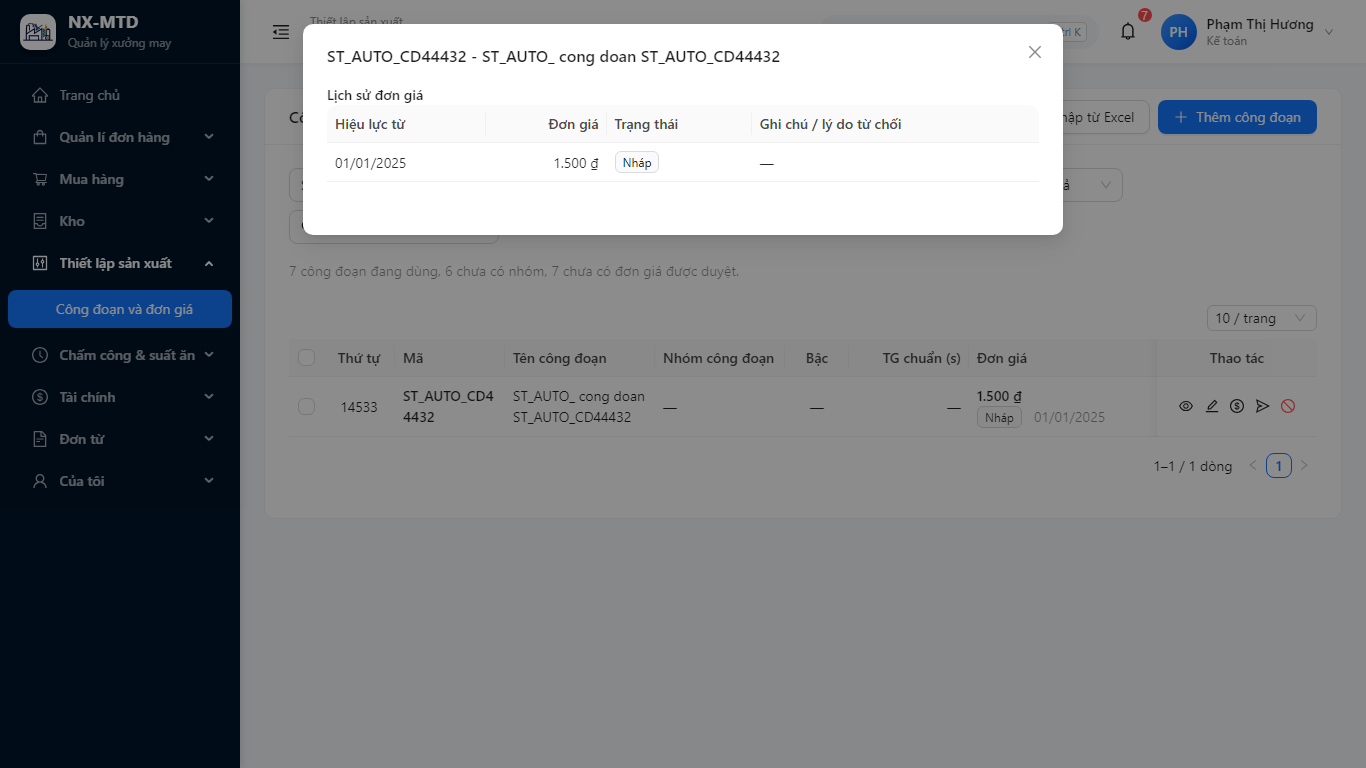 NX-MTD
Quản lý xưởng may
Trang chủ
Quản lí đơn hàng
Mua hàng
Kho
Thiết lập sản xuất
Công đoạn và đơn giá
Chấm công & suất ăn
Tài chính
Đơn từ
Của tôi
Thiết lập sản xuất
K
7
PH
Phạm Thị Hương
Kế toán
ST_AUTO_CD44432 - ST_AUTO_ cong doan ST_AUTO_CD44432
Lịch sử đơn giá
Hiệu lực từ Đơn giá Trạng thái Ghi chú / lý do từ chối
01/01/2025 1.500 ₫ Nháp —
từ Excel
Thêm công đoạn
7 công đoạn đang dùng, 6 chưa có nhóm, 7 chưa có đơn giá được duyệt.
10 / trang
Thứ tự Mã Tên công đoạn Nhóm công đoạn Bậc TG chuẩn (s) Đơn giá Thao tác
14533 ST_AUTO_CD4 ST_AUTO_ cong doan — — — 1.500 ₫
4432 ST_AUTO_CD44432 Nháp 01/01/2025
1–1 / 1 dòng 1